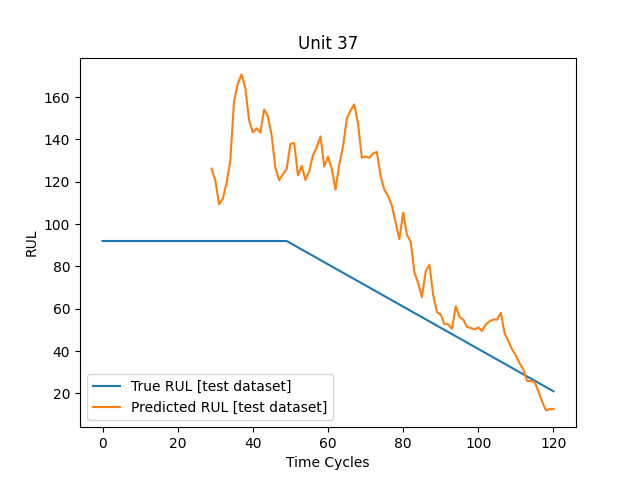 Unit 37
160
140
120
100
80
60
40
20
RUL
True RUL [test dataset]
Predicted RUL [test dataset]
0 20 40 60 80 100 120
Time Cycles